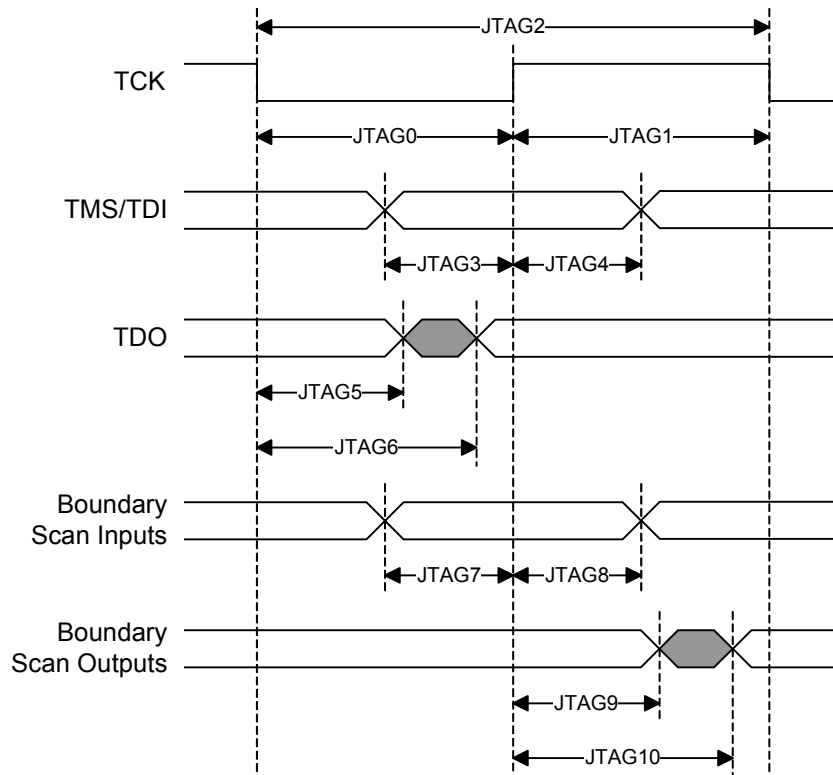 JTAG2
TCK
JTAG0
JTAG1
TMS/TDI
JTAG3
JTAG4
TDO
JTAG5
JTAG6
Boundary
Scan Inputs
JTAG7
JTAG8
Boundary
Scan Outputs
JTAG9
JTAG10